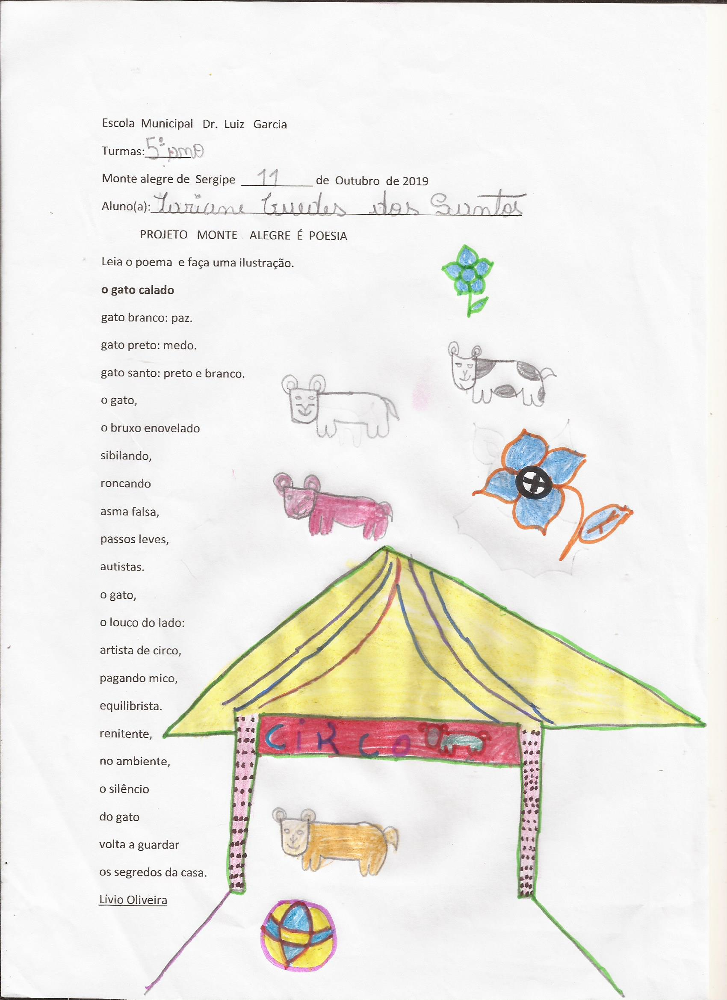 Escola Municipal Dr. Luiz Garcia
Turmas: 5º ano
Monte alegre de Sergipe 11 de Outubro de 2019
Aluno(a): Guedes dos Santos
PROJETO MONTE ALEGRE É POESIA
Leia o poema e faça uma ilustração.
o gato calado
gato branco: paz.
gato preto: medo.
gato santo: preto e branco.
o gato,
o bruxo enovelado
sibilando,
roncando
asma falsa,
passos leves,
autistas.
o gato,
o louco do lado:
artista de circo,
pagando mico,
equilibrista.
renitente,
no ambiente,
o silêncio
do gato
volta a guardar
os segredos da casa.
Lívio Oliveira
CiRCO